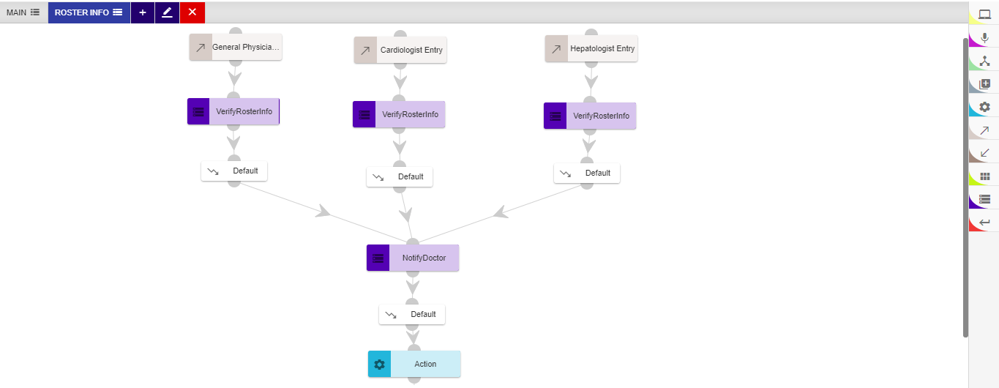 MAIN
ROSTER INFO
General Physicia...
Cardiologist Entry
Hepatologist Entry
VerifyRosterInfo
VerifyRosterInfo
VerifyRosterInfo
Default
Default
Default
NotifyDoctor
Default
Action